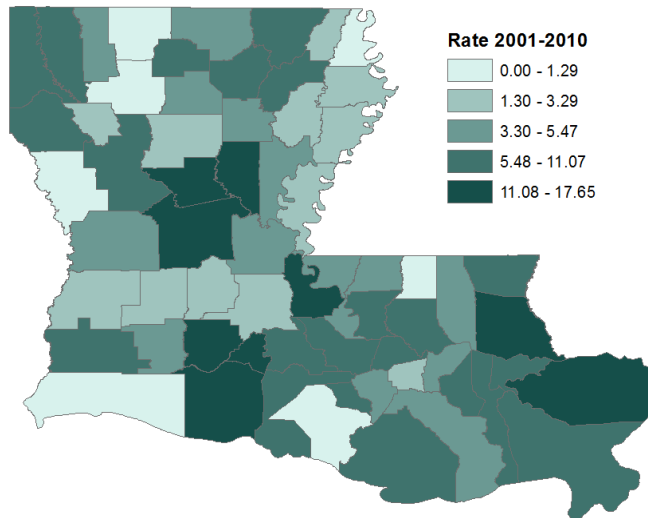 Rate 2001-2010
0.00 - 1.29
1.30 - 3.29
3.30 - 5.47
5.48 - 11.07
11.08 - 17.65